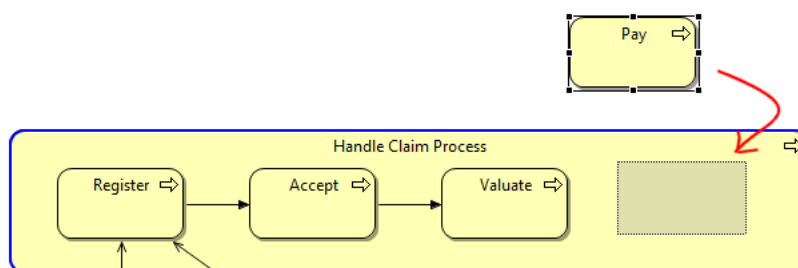 Pay
Handle Claim Process
Register
Accept
Valuate